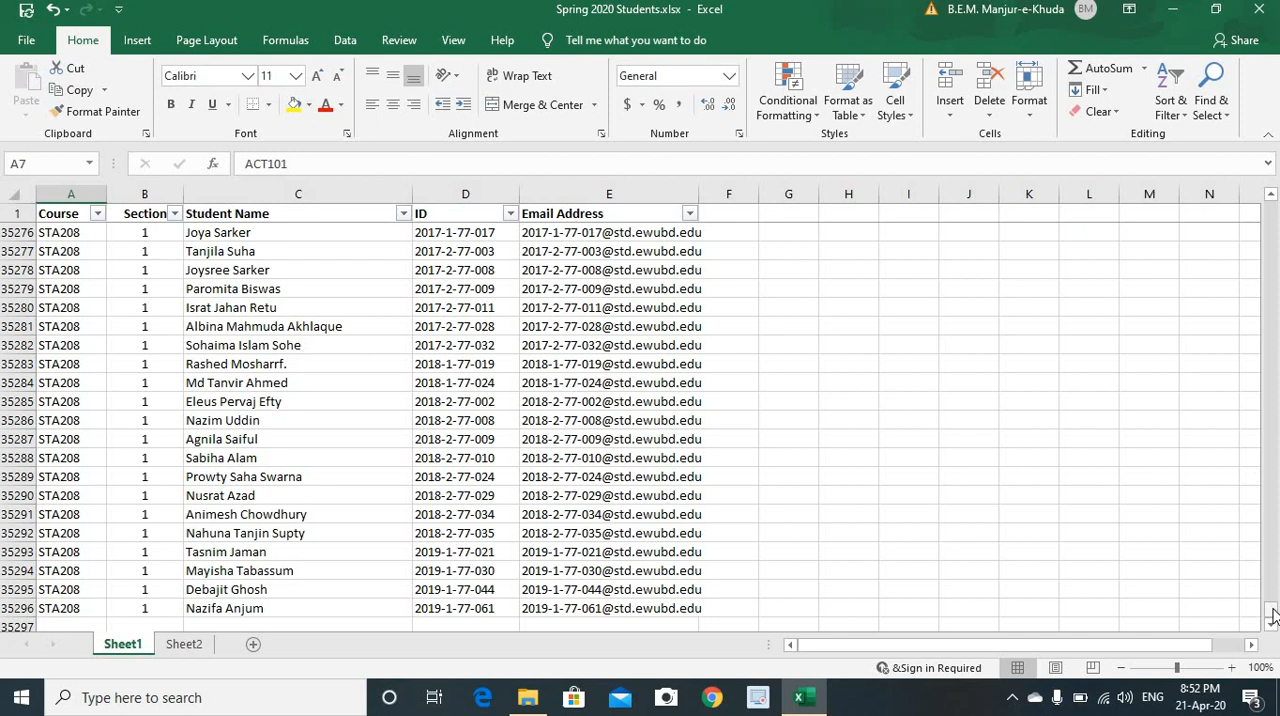 Spring 2020 Students.xlsx - Excel
B.E.M. Manjur-e-Khuda BM
File Home Insert Page Layout Formulas Data Review View Help Tell me what you want to do Share
Paste
Cut
Copy
Format Painter
Clipboard
Calibri 11 A A
B I U A
Font
ab Wrap Text
Merge & Center
Alignment
General
$ % ,
Number
Conditional Formatting
Format as Table
Cell Styles
Styles
Insert Delete Format
Cells
AutoSum
Fill
Clear
Sort & Filter
Find & Select
Editing
A7 fx ACT101
A B C D E F G H I J K L M N
1 Course Section Student Name ID Email Address
35276 STA208 1 Joya Sarker 2017-1-77-017 2017-1-77-017@std.ewubd.edu
35277 STA208 1 Tanjila Suha 2017-2-77-003 2017-2-77-003@std.ewubd.edu
35278 STA208 1 Joysree Sarker 2017-2-77-008 2017-2-77-008@std.ewubd.edu
35279 STA208 1 Paromita Biswas 2017-2-77-009 2017-2-77-009@std.ewubd.edu
35280 STA208 1 Israt Jahan Retu 2017-2-77-011 2017-2-77-011@std.ewubd.edu
35281 STA208 1 Albina Mahmuda Akhlaque 2017-2-77-028 2017-2-77-028@std.ewubd.edu
35282 STA208 1 Sohaima Islam Sohe 2017-2-77-032 2017-2-77-032@std.ewubd.edu
35283 STA208 1 Rashed Mosharrf. 2018-1-77-019 2018-1-77-019@std.ewubd.edu
35284 STA208 1 Md Tanvir Ahmed 2018-1-77-024 2018-1-77-024@std.ewubd.edu
35285 STA208 1 Eleus Pervaj Efty 2018-2-77-002 2018-2-77-002@std.ewubd.edu
35286 STA208 1 Nazim Uddin 2018-2-77-008 2018-2-77-008@std.ewubd.edu
35287 STA208 1 Agnila Saiful 2018-2-77-009 2018-2-77-009@std.ewubd.edu
35288 STA208 1 Sabiha Alam 2018-2-77-010 2018-2-77-010@std.ewubd.edu
35289 STA208 1 Prowty Saha Swarna 2018-2-77-024 2018-2-77-024@std.ewubd.edu
35290 STA208 1 Nusrat Azad 2018-2-77-029 2018-2-77-029@std.ewubd.edu
35291 STA208 1 Animesh Chowdhury 2018-2-77-034 2018-2-77-034@std.ewubd.edu
35292 STA208 1 Nahuna Tanjin Supty 2018-2-77-035 2018-2-77-035@std.ewubd.edu
35293 STA208 1 Tasnim Jaman 2019-1-77-021 2019-1-77-021@std.ewubd.edu
35294 STA208 1 Mayisha Tabassum 2019-1-77-030 2019-1-77-030@std.ewubd.edu
35295 STA208 1 Debajit Ghosh 2019-1-77-044 2019-1-77-044@std.ewubd.edu
35296 STA208 1 Nazifa Anjum 2019-1-77-061 2019-1-77-061@std.ewubd.edu
35297
Sheet1 Sheet2
&Sign in Required 100%
Type here to search
ENG
8:52 PM
21-Apr-20
3